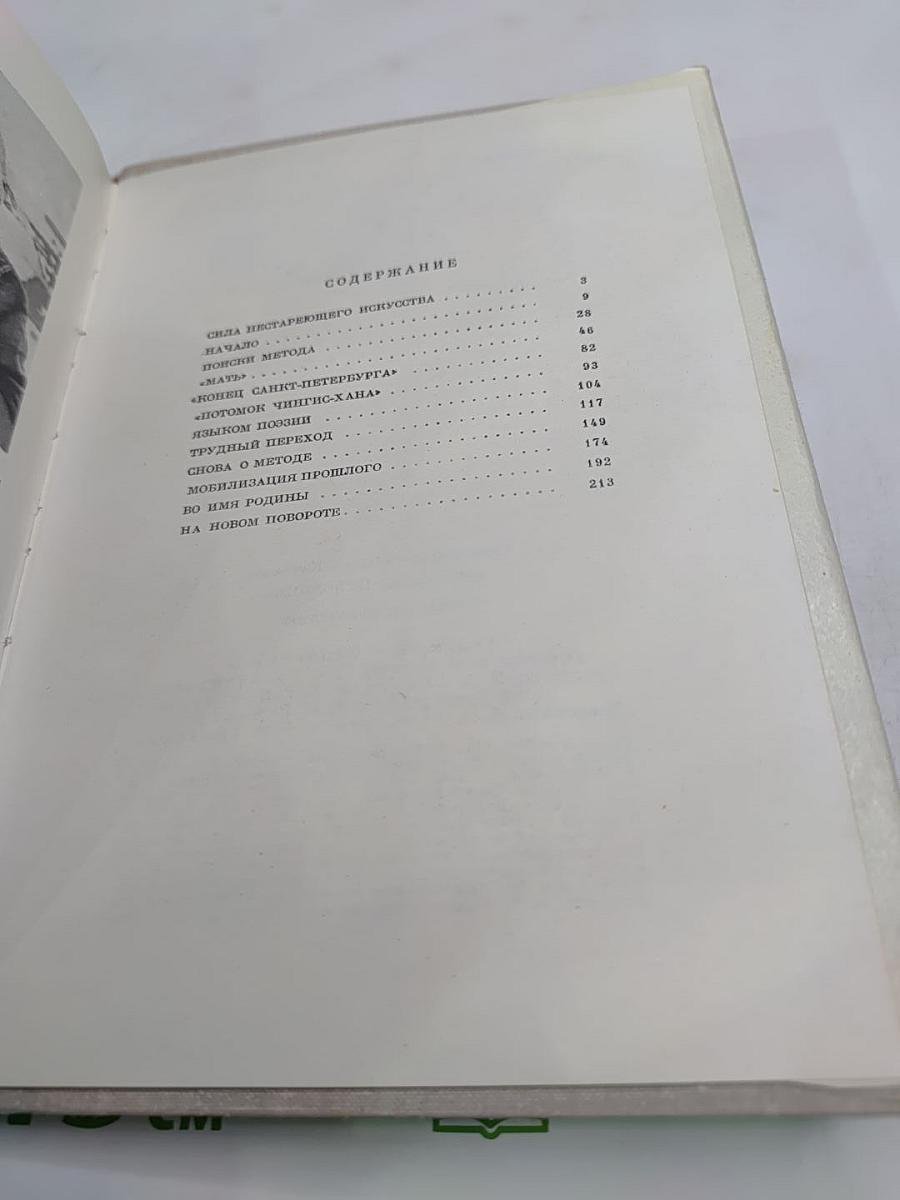 СОДЕРЖАНИЕ
СИЛА НЕСТАРЕЮЩЕГО ИСКУССТВА . . . . . . . . . 3
НАЧАЛО . . . . . . . . . . . . . . . . . . . . . 9
ПОИСКИ МЕТОДА . . . . . . . . . . . . . . . . . 28
«МАТЬ» . . . . . . . . . . . . . . . . . . . . . . 46
«КОНЕЦ САНКТ-ПЕТЕРБУРГА» . . . . . . . . . . . 82
«ПОТОМОК ЧИНГИС-ХАНА» . . . . . . . . . . . . 93
ЯЗЫКОМ ПОЭЗИИ . . . . . . . . . . . . . . . . . 104
ТРУДНЫЙ ПЕРЕХОД . . . . . . . . . . . . . . . . 117
СНОВА О МЕТОДЕ . . . . . . . . . . . . . . . . . 149
МОБИЛИЗАЦИЯ ПРОШЛОГО . . . . . . . . . . . . . 174
ВО ИМЯ РОДИНЫ . . . . . . . . . . . . . . . . . 192
НА НОВОМ ПОВОРОТЕ . . . . . . . . . . . . . . . 213
см